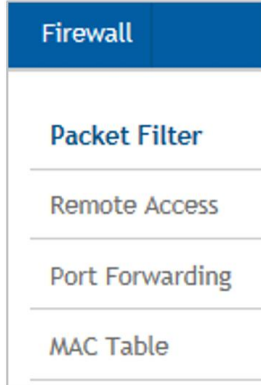 Firewall
Packet Filter
Remote Access
Port Forwarding
MAC Table